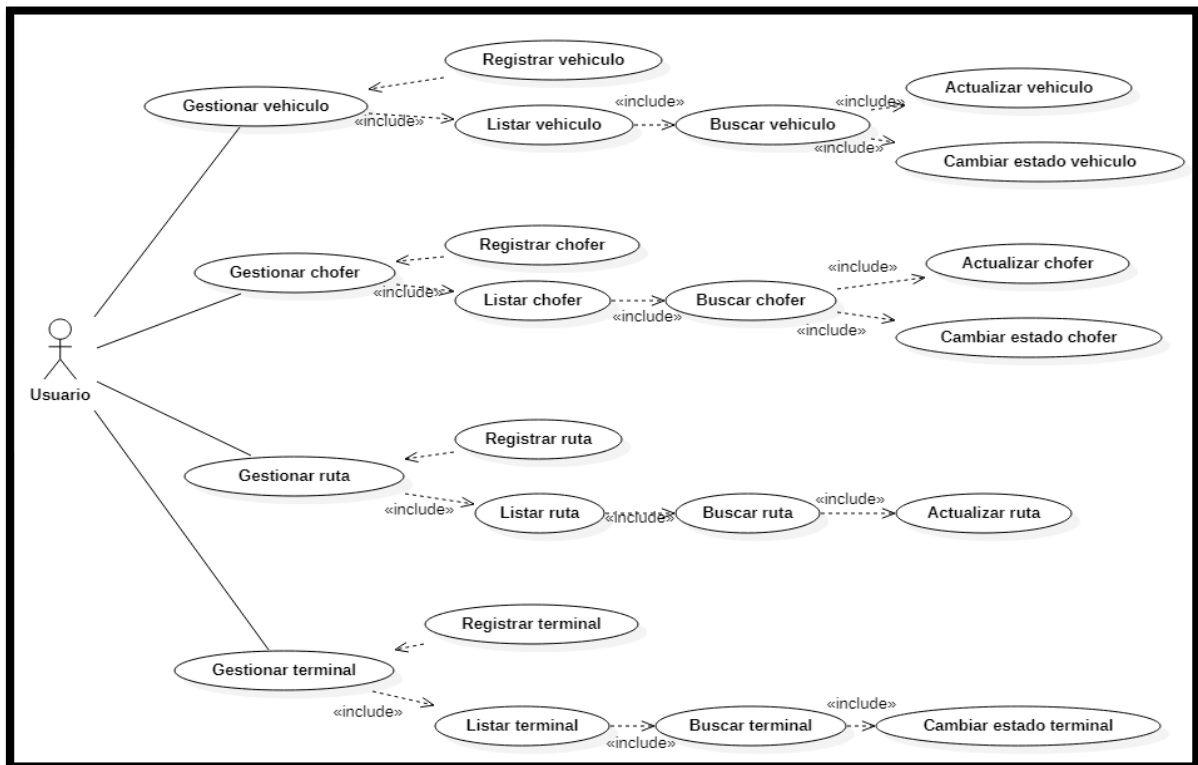 Registrar vehiculo
Gestionar vehiculo
«include»
Listar vehiculo
«include»
Buscar vehiculo
«include»
Actualizar vehiculo
«include»
Cambiar estado vehiculo
Registrar chofer
Gestionar chofer
«include»
Listar chofer
«include»
Buscar chofer
«include»
Actualizar chofer
«include»
Cambiar estado chofer
Usuario
Registrar ruta
Gestionar ruta
«include»
Listar ruta
«include»
Buscar ruta
«include»
Actualizar ruta
Registrar terminal
Gestionar terminal
«include»
Listar terminal
«include»
Buscar terminal
«include»
Cambiar estado terminal